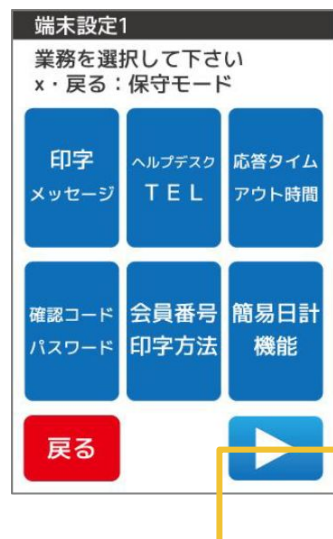 端末設定1
業務を選択して下さい
x・戻る：保守モード
印字
メッセージ
ヘルプデスク
ＴＥＬ
応答タイム
アウト時間
確認コード
パスワード
会員番号
印字方法
簡易日計
機能
戻る